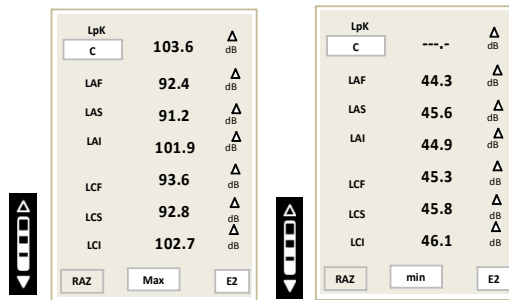 LpK
C 103.6 Δ dB
LAF 92.4 Δ dB
LAS 91.2 Δ dB
LAI 101.9 Δ dB
LCF 93.6 Δ dB
LCS 92.8 Δ dB
LCI 102.7 Δ dB
RAZ Max E2
LpK
C ---.- Δ dB
LAF 44.3 Δ dB
LAS 45.6 Δ dB
LAI 44.9 Δ dB
LCF 45.3 Δ dB
LCS 45.8 Δ dB
LCI 46.1 Δ dB
RAZ min E2